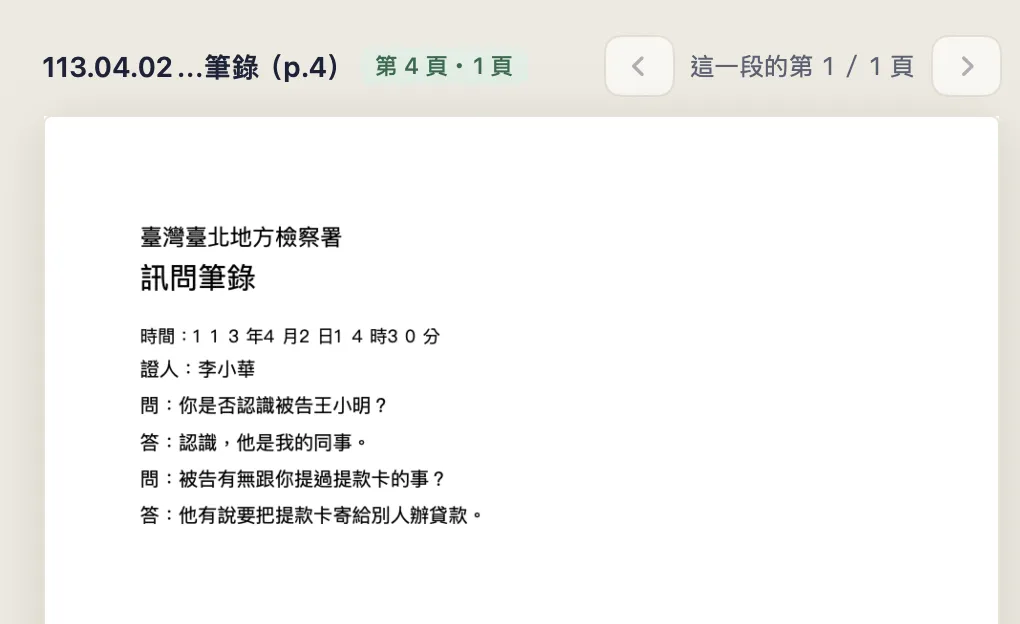 113.04.02…筆錄（p.4） 第 4 頁・1 頁 這一段的第 1 / 1 頁
臺灣臺北地方檢察署
訊問筆錄
時間：1 1 3 年4 月2 日1 4 時3 0 分
證人：李小華
問：你是否認識被告王小明？
答：認識，他是我的同事。
問：被告有無跟你提過提款卡的事？
答：他有說要把提款卡寄給別人辦貸款。